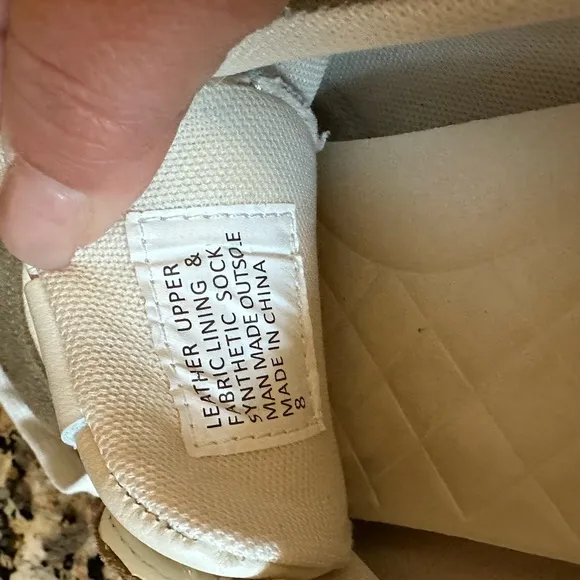 LEATHER UPPER
FABRIC LINING &
SYNTHETIC SOCK
MAN MADE OUTSOLE
MADE IN CHINA
8